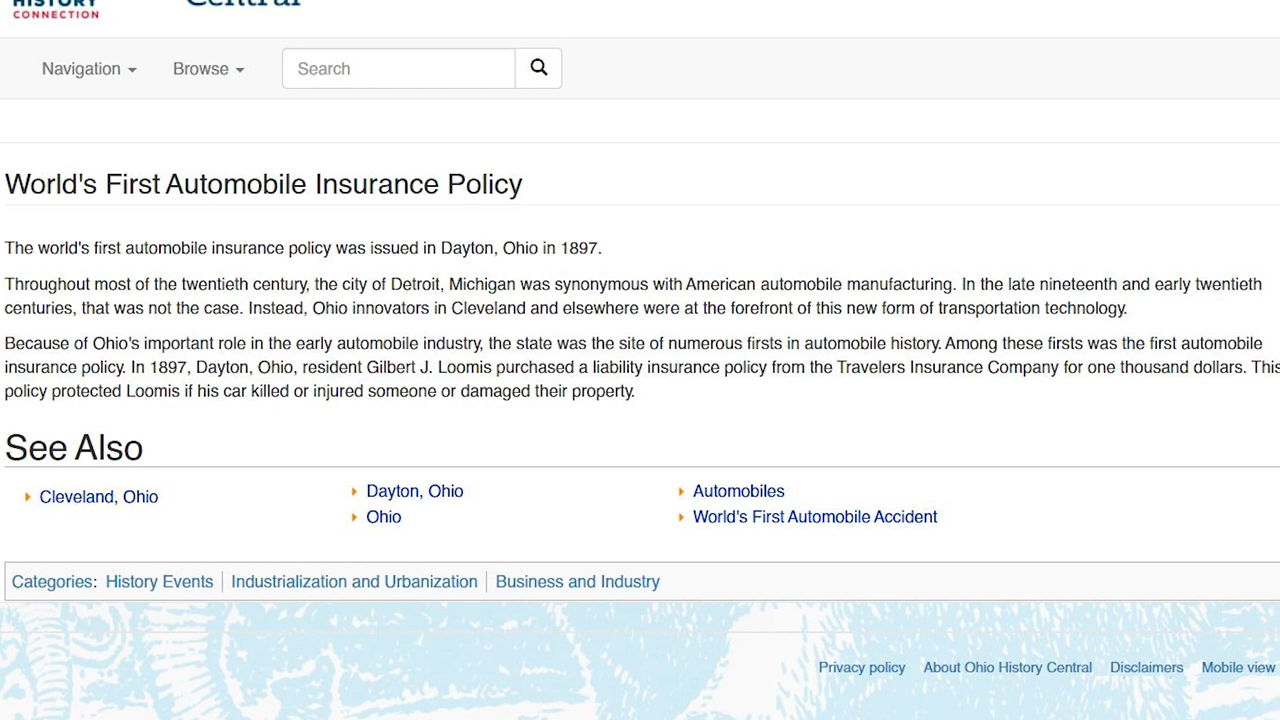 HISTORY
CONNECTION
Central
Navigation
Browse
Search
World's First Automobile Insurance Policy
The world's first automobile insurance policy was issued in Dayton, Ohio in 1897.
Throughout most of the twentieth century, the city of Detroit, Michigan was synonymous with American automobile manufacturing. In the late nineteenth and early twentieth
centuries, that was not the case. Instead, Ohio innovators in Cleveland and elsewhere were at the forefront of this new form of transportation technology.
Because of Ohio's important role in the early automobile industry, the state was the site of numerous firsts in automobile history. Among these firsts was the first automobile
insurance policy. In 1897, Dayton, Ohio, resident Gilbert J. Loomis purchased a liability insurance policy from the Travelers Insurance Company for one thousand dollars. This
policy protected Loomis if his car killed or injured someone or damaged their property.
See Also
Cleveland, Ohio
Dayton, Ohio
Ohio
Automobiles
World's First Automobile Accident
Categories: History Events | Industrialization and Urbanization | Business and Industry
Privacy policy About Ohio History Central Disclaimers Mobile view